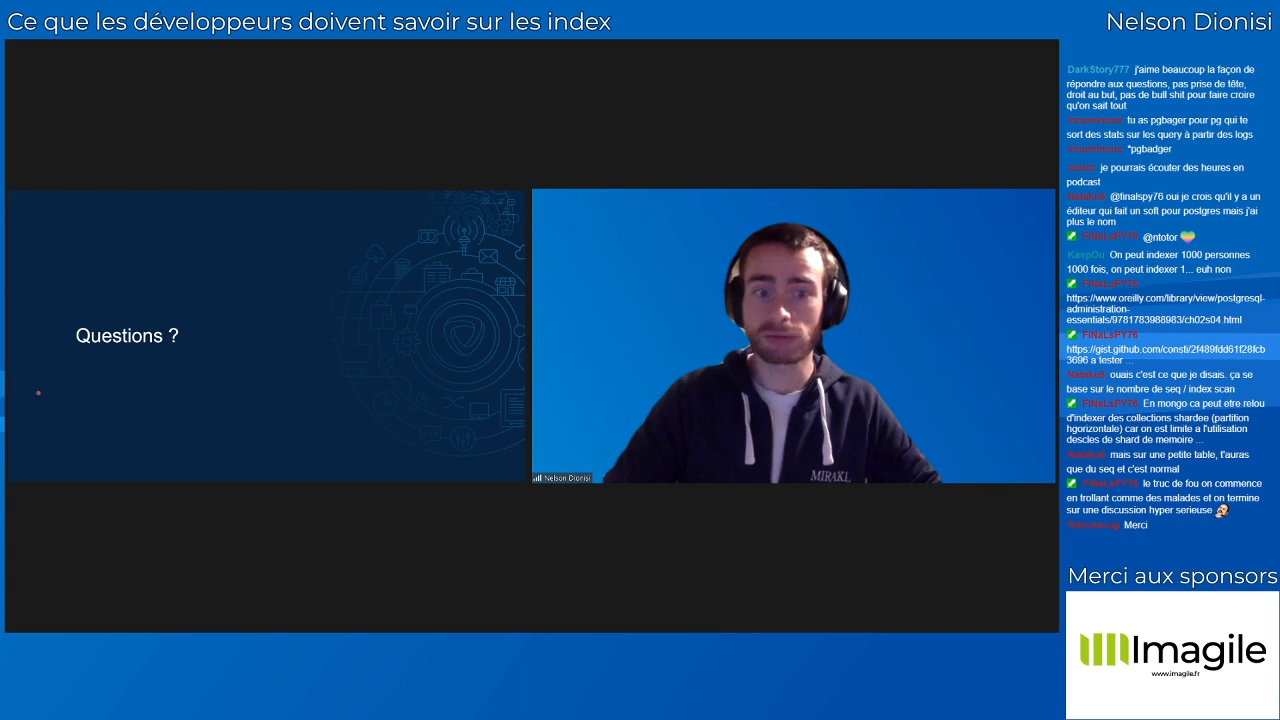 Ce que les développeurs doivent savoir sur les index
Nelson Dionisi
DarkStory777 j'aime beaucoup la façon de
répondre aux questions, pas prise de tête,
droit au but, pas de bull shit pour faire croire
qu'on sait tout
tu as pgbager pour pg qui te
sort des stats sur les query à partir des logs
*pgbadger
je pourrais écouter des heures en
podcast
Nataku6 @finalspy76 oui je crois qu'il y a un
éditeur qui fait un soft pour postgres mais j'ai
plus le nom
FiNaLsPY76 @ntotor
KaspOu On peut indexer 1000 personnes
1000 fois, on peut indexer 1... euh non
FiNaLsPY76
https://www.oreilly.com/library/view/postgresql-
administration-
essentials/9781783988983/ch02s04.html
FiNaLsPY76
https://gist.github.com/constl/2f489fdd61f28fcb
3696 a tester ...
Nataku6 ouais c'est ce que je disais. ça se
base sur le nombre de seq / index scan
FiNaLsPY76 En mongo ca peut etre relou
d'indexer des collections shardee (partition
hgorizontale) car on est limite a l'utilisation
descles de shard de memoire ...
Nataku6 mais sur une petite table, t'auras
que du seq et c'est normal
FiNaLsPY76 le truc de fou on commence
en trollant comme des malades et on termine
sur une discussion hyper serieuse
Merci
Questions ?
MIRAKL
Nelson Dionisi
Merci aux sponsors
Imagile
www.imagile.fr